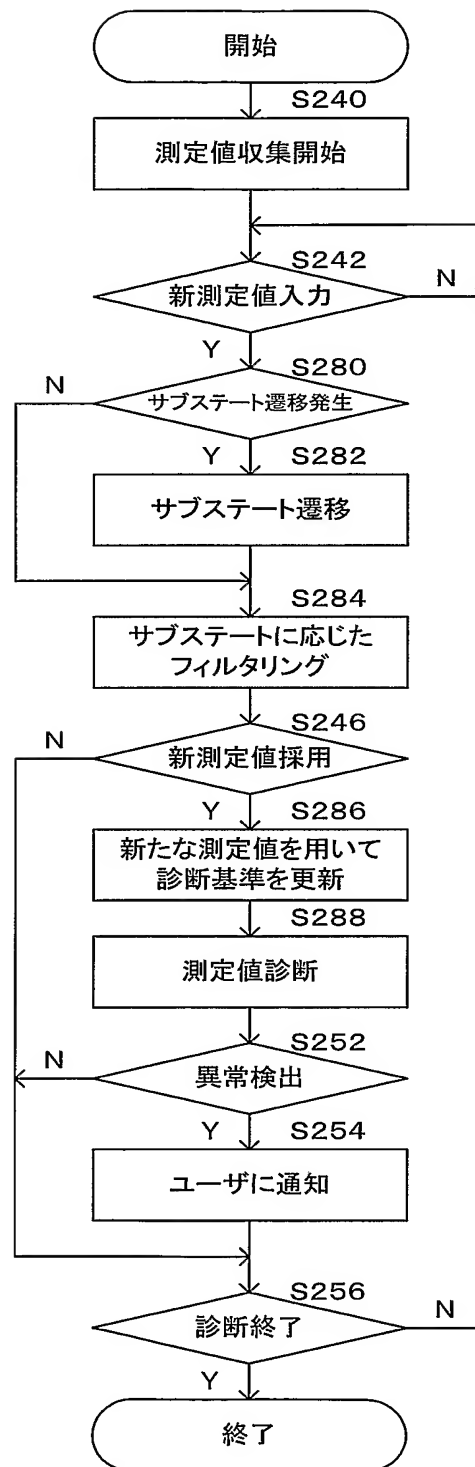 開始
S240
測定値収集開始
S242
新測定値入力
N
Y
S280
N
サブステート遷移発生
Y
S282
サブステート遷移
S284
サブステートに応じた
フィルタリング
S246
N
新測定値採用
Y
S286
新たな測定値を用いて
診断基準を更新
S288
測定値診断
S252
N
異常検出
Y
S254
ユーザに通知
S256
N
診断終了
Y
終了